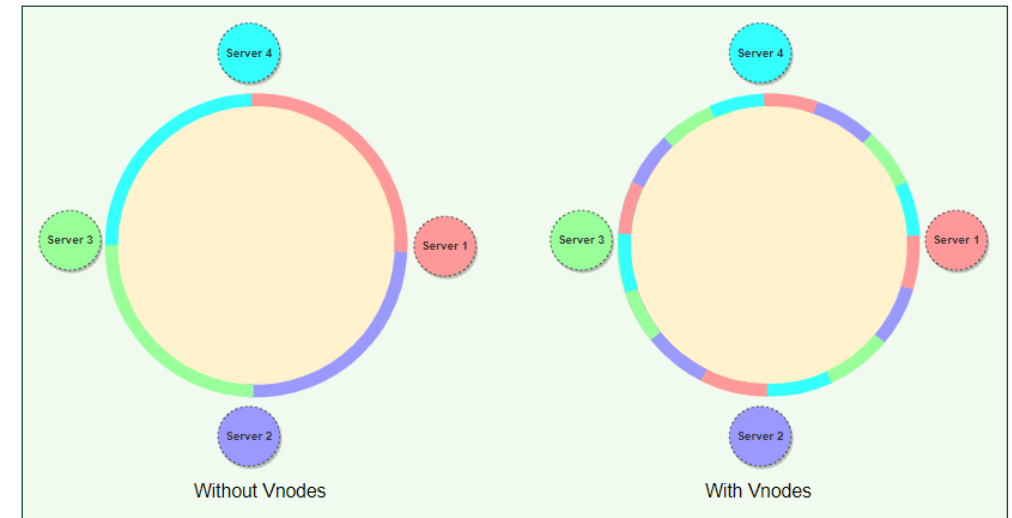 Server 4
Server 3
Server 1
Server 2
Without Vnodes
Server 4
Server 3
Server 1
Server 2
With Vnodes